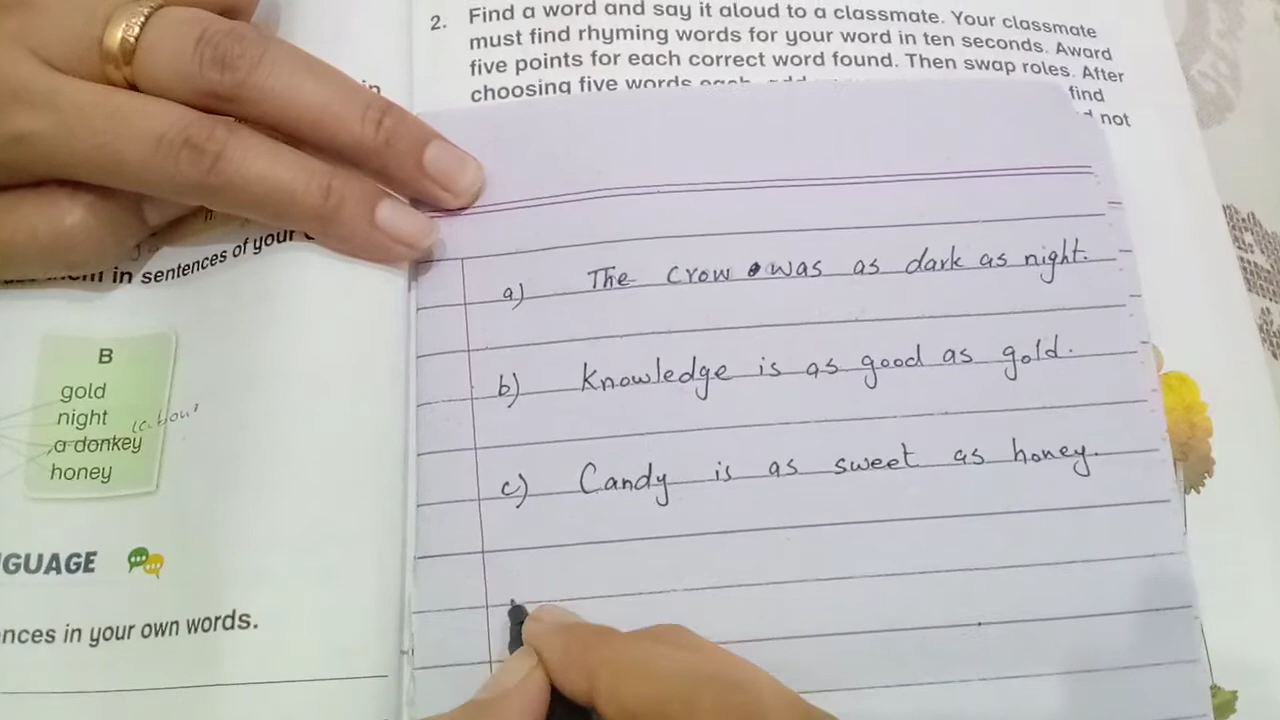 2. Find a word and say it aloud to a classmate. Your classmate
must find rhyming words for your word in ten seconds. Award
five points for each correct word found. Then swap roles. After
choosing five words each
find
not
in sentences of your
B
gold
night
a donkey
honey
GUAGE
nces in your own words.
a) The Crow was as dark as night.
b) Knowledge is as good as gold.
c) Candy is as sweet as honey.